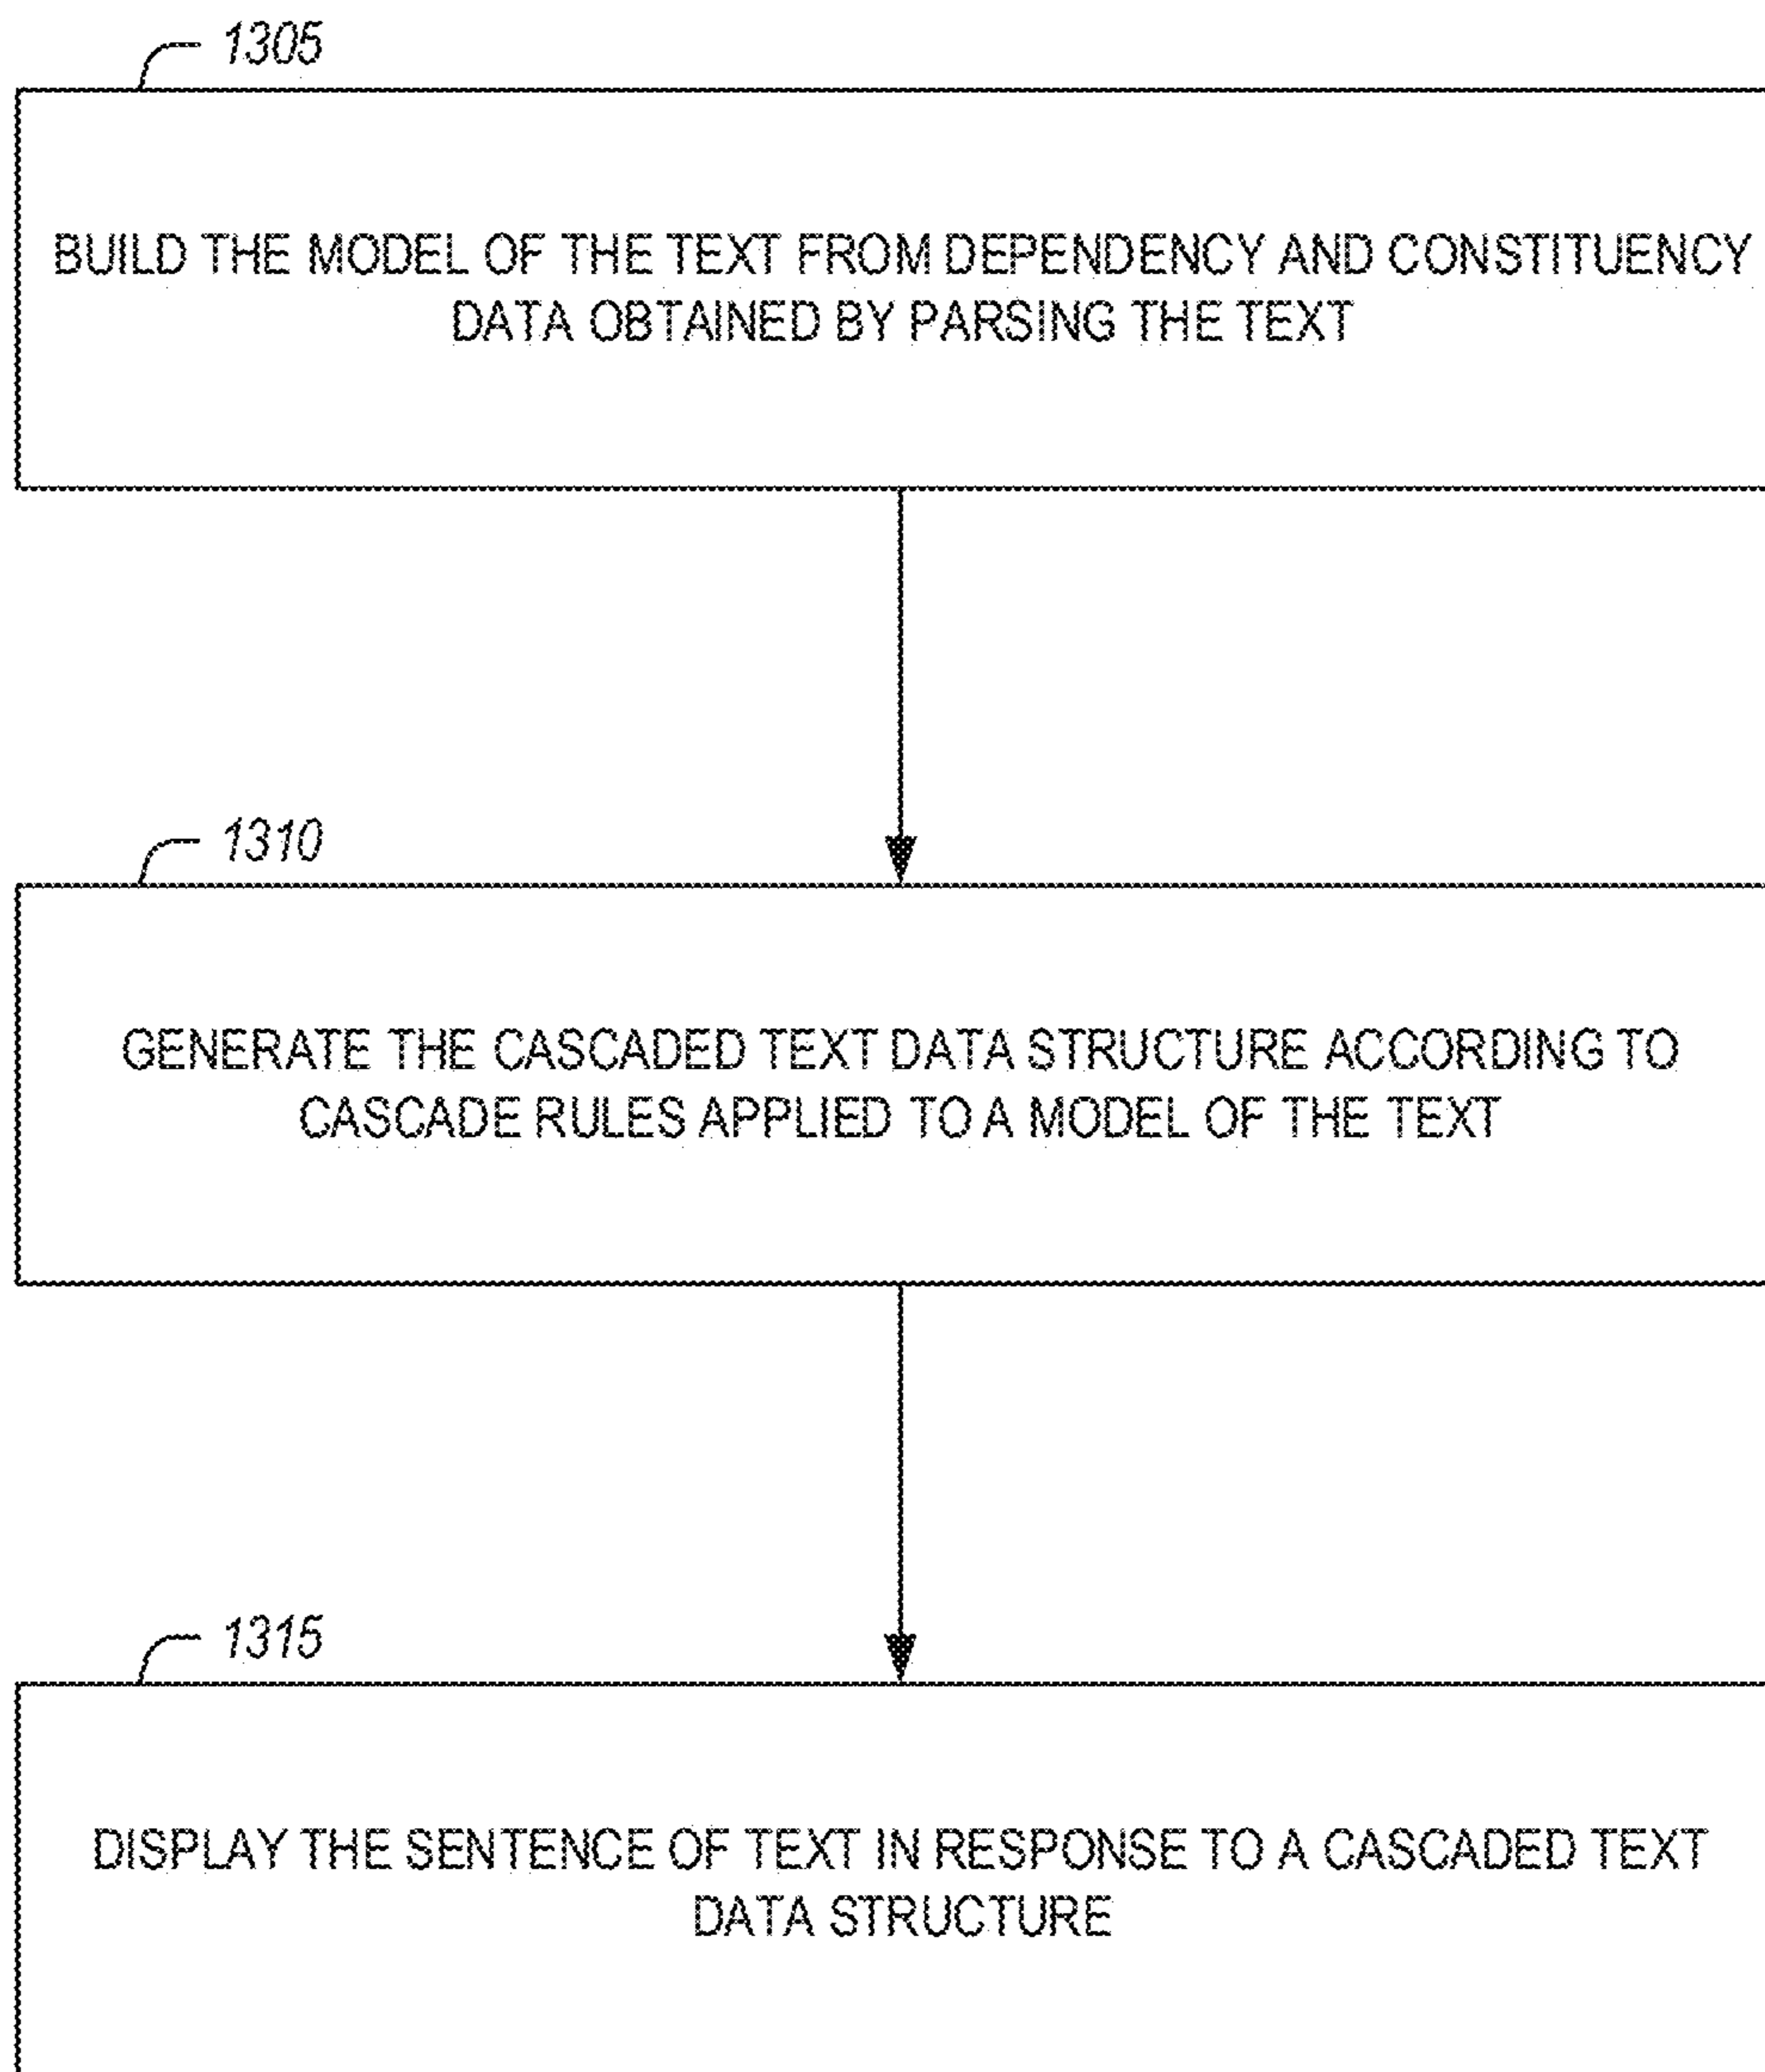 1305
BUILD THE MODEL OF THE TEXT FROM DEPENDENCY AND CONSTITUENCY
DATA OBTAINED BY PARSING THE TEXT
1310
GENERATE THE CASCADED TEXT DATA STRUCTURE ACCORDING TO
CASCADE RULES APPLIED TO A MODEL OF THE TEXT
1315
DISPLAY THE SENTENCE OF TEXT IN RESPONSE TO A CASCADED TEXT
DATA STRUCTURE